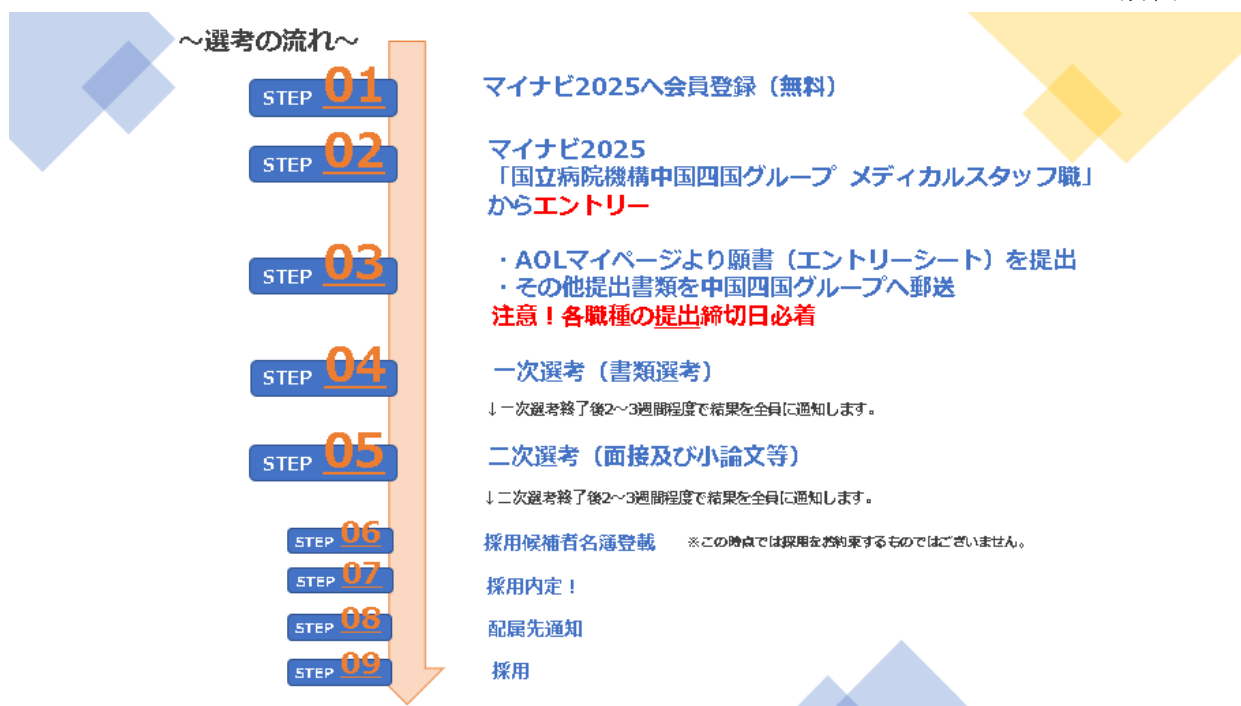 ～選考の流れ～
STEP 01
マイナビ2025へ会員登録（無料）
STEP 02
マイナビ2025
「国立病院機構中国四国グループ メディカルスタッフ職」
からエントリー
STEP 03
・AOLマイページより願書（エントリーシート）を提出
・その他提出書類を中国四国グループへ郵送
注意！各職種の提出締切日必着
STEP 04
一次選考（書類選考）
↓一次選考終了後2～3週間程度で結果を全員に通知します。
STEP 05
二次選考（面接及び小論文等）
↓二次選考終了後2～3週間程度で結果を全員に通知します。
STEP 06
採用候補者名簿登載 ※この時点では採用をお約束するものではございません。
STEP 07
採用内定！
STEP 08
配属先通知
STEP 09
採用